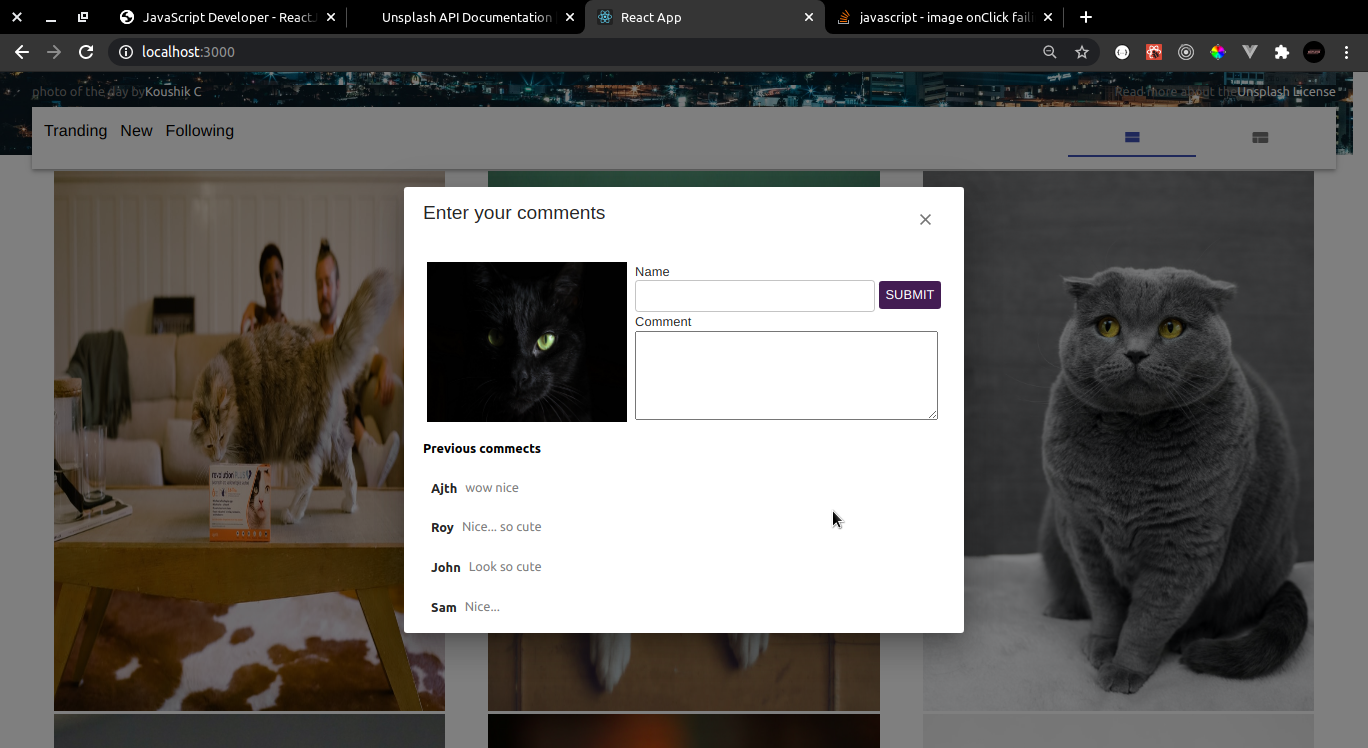 JavaScript Developer - React
Unsplash API Documentation
React App
javascript - image onClick faili
localhost:3000
photo of the day by Koushik C
Read more about the Unsplash License
Tranding New Following
Enter your comments
Name
SUBMIT
Comment
Previous commects
Ajth wow nice
Roy Nice... so cute
John Look so cute
Sam Nice...